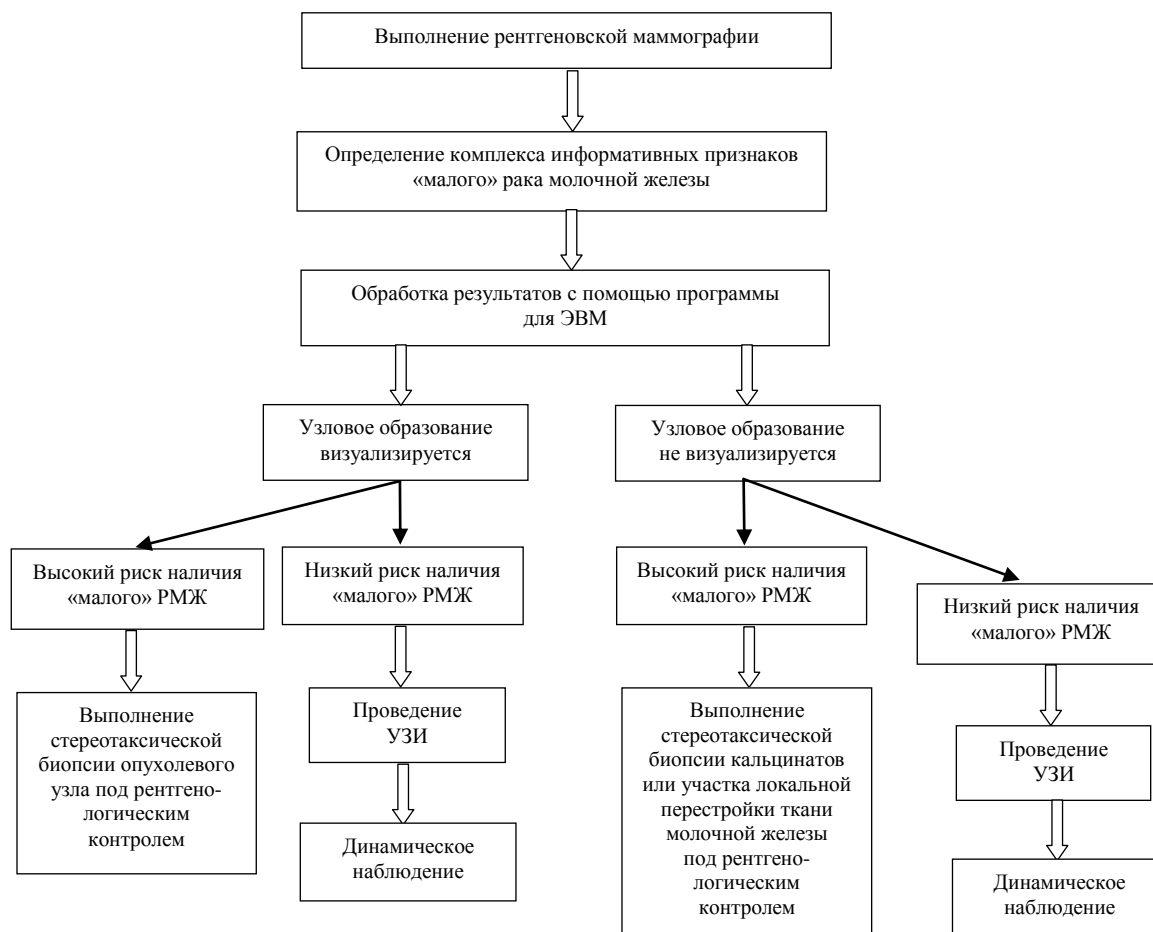 Выполнение рентгеновской маммографии
Определение комплекса информативных признаков
«малого» рака молочной железы
Обработка результатов с помощью программы
для ЭВМ
Узловое образование
визуализируется
Узловое образование
не визуализируется
Высокий риск наличия
«малого» РМЖ
Низкий риск наличия
«малого» РМЖ
Высокий риск наличия
«малого» РМЖ
Низкий риск наличия
«малого» РМЖ
Выполнение
стереотаксической
биопсии опухолевого
узла под рентгено-
логическим
контролем
Проведение
УЗИ
Динамическое
наблюдение
Выполнение
стереотаксической
биопсии кальцинатов
или участка локальной
перестройки ткани
молочной железы
под рентгено-
логическим
контролем
Проведение
УЗИ
Динамическое
наблюдение